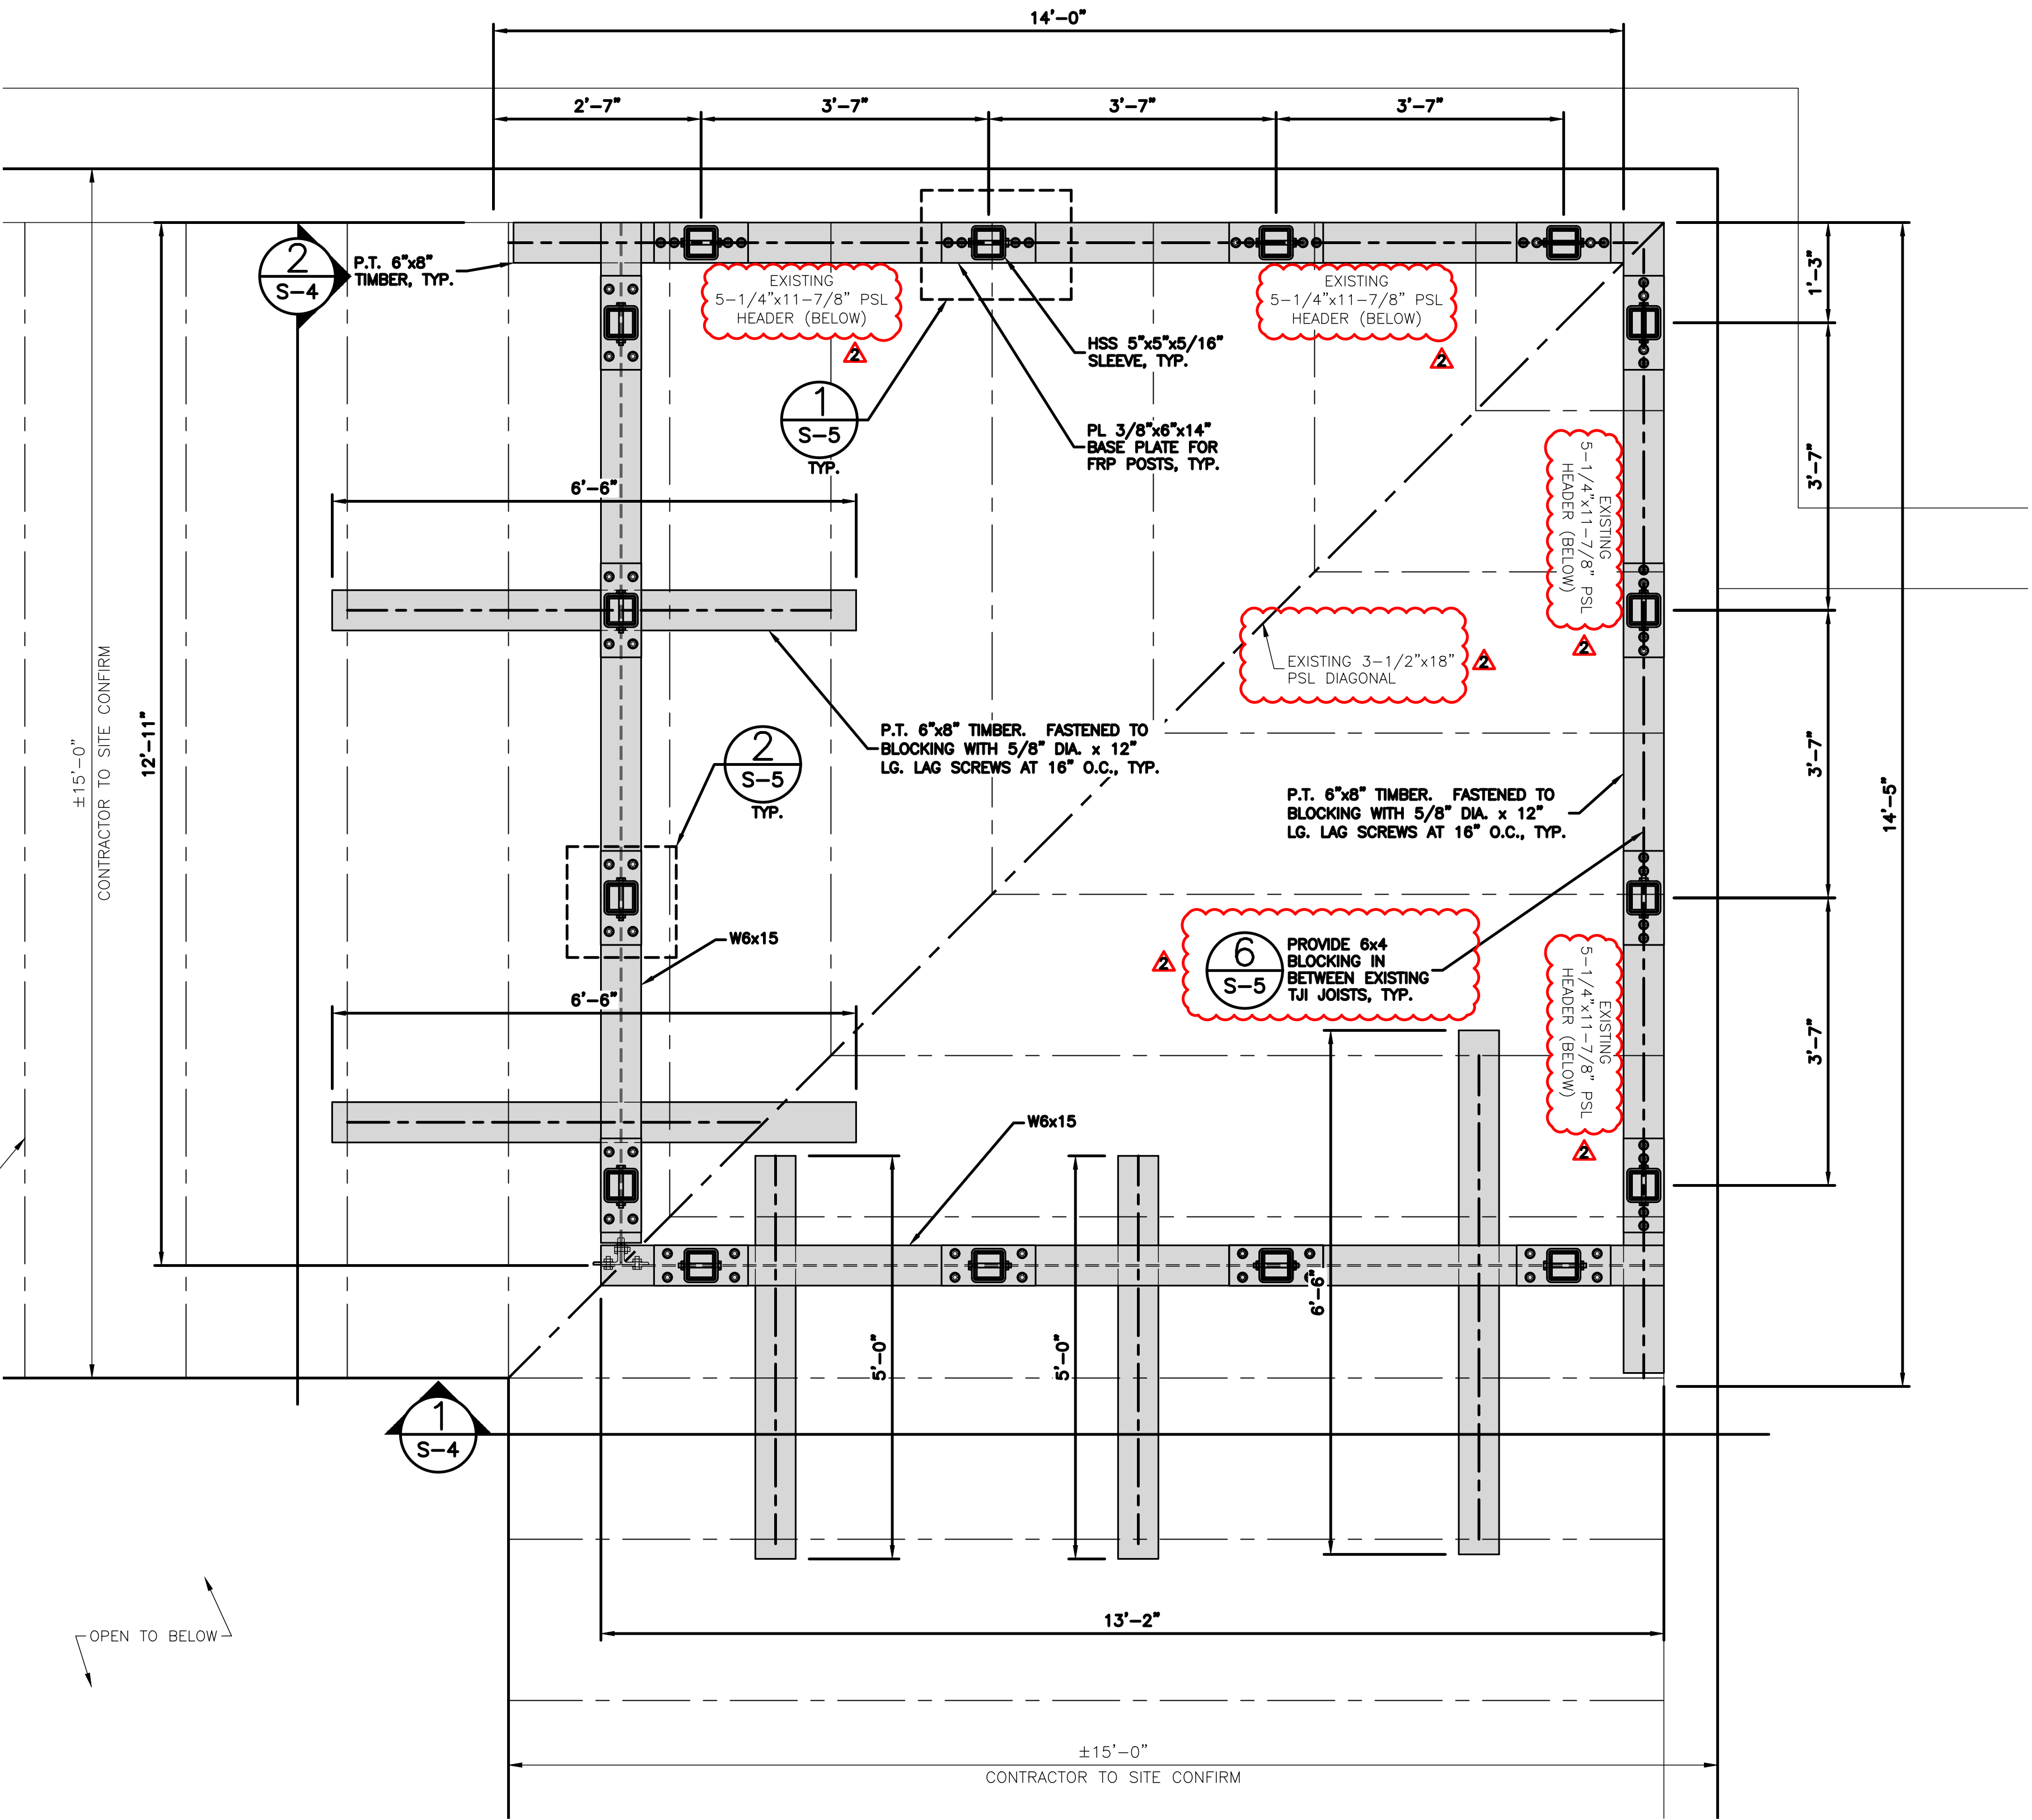 14'-0"
2'-7"
3'-7"
3'-7"
3'-7"
2
S-4
P.T. 6"x8"
TIMBER, TYP.
EXISTING
5-1/4"x11-7/8" PSL
HEADER (BELOW)
2
EXISTING
5-1/4"x11-7/8" PSL
HEADER (BELOW)
2
1'-3"
HSS 5"x5"x5/16"
SLEEVE, TYP.
1
S-5
TYP.
PL 3/8"x6"x14"
BASE PLATE FOR
FRP POSTS, TYP.
EXISTING
5-1/4"x11-7/8" PSL
HEADER (BELOW)
2
3'-7"
6'-6"
±15'-0"
CONTRACTOR TO SITE CONFIRM
12'-11"
EXISTING 3-1/2"x18"
PSL DIAGONAL
2
P.T. 6"x8" TIMBER. FASTENED TO
BLOCKING WITH 5/8" DIA. x 12"
LG. LAG SCREWS AT 16" O.C., TYP.
2
S-5
TYP.
P.T. 6"x8" TIMBER. FASTENED TO
BLOCKING WITH 5/8" DIA. x 12"
LG. LAG SCREWS AT 16" O.C., TYP.
3'-7"
14'-5"
W6x15
2
6
S-5
PROVIDE 6x4
BLOCKING IN
BETWEEN EXISTING
TJI JOISTS, TYP.
EXISTING
5-1/4"x11-7/8" PSL
HEADER (BELOW)
2
3'-7"
6'-6"
W6x15
5'-0"
5'-0"
6'-6"
1
S-4
13'-2"
OPEN TO BELOW
±15'-0"
CONTRACTOR TO SITE CONFIRM